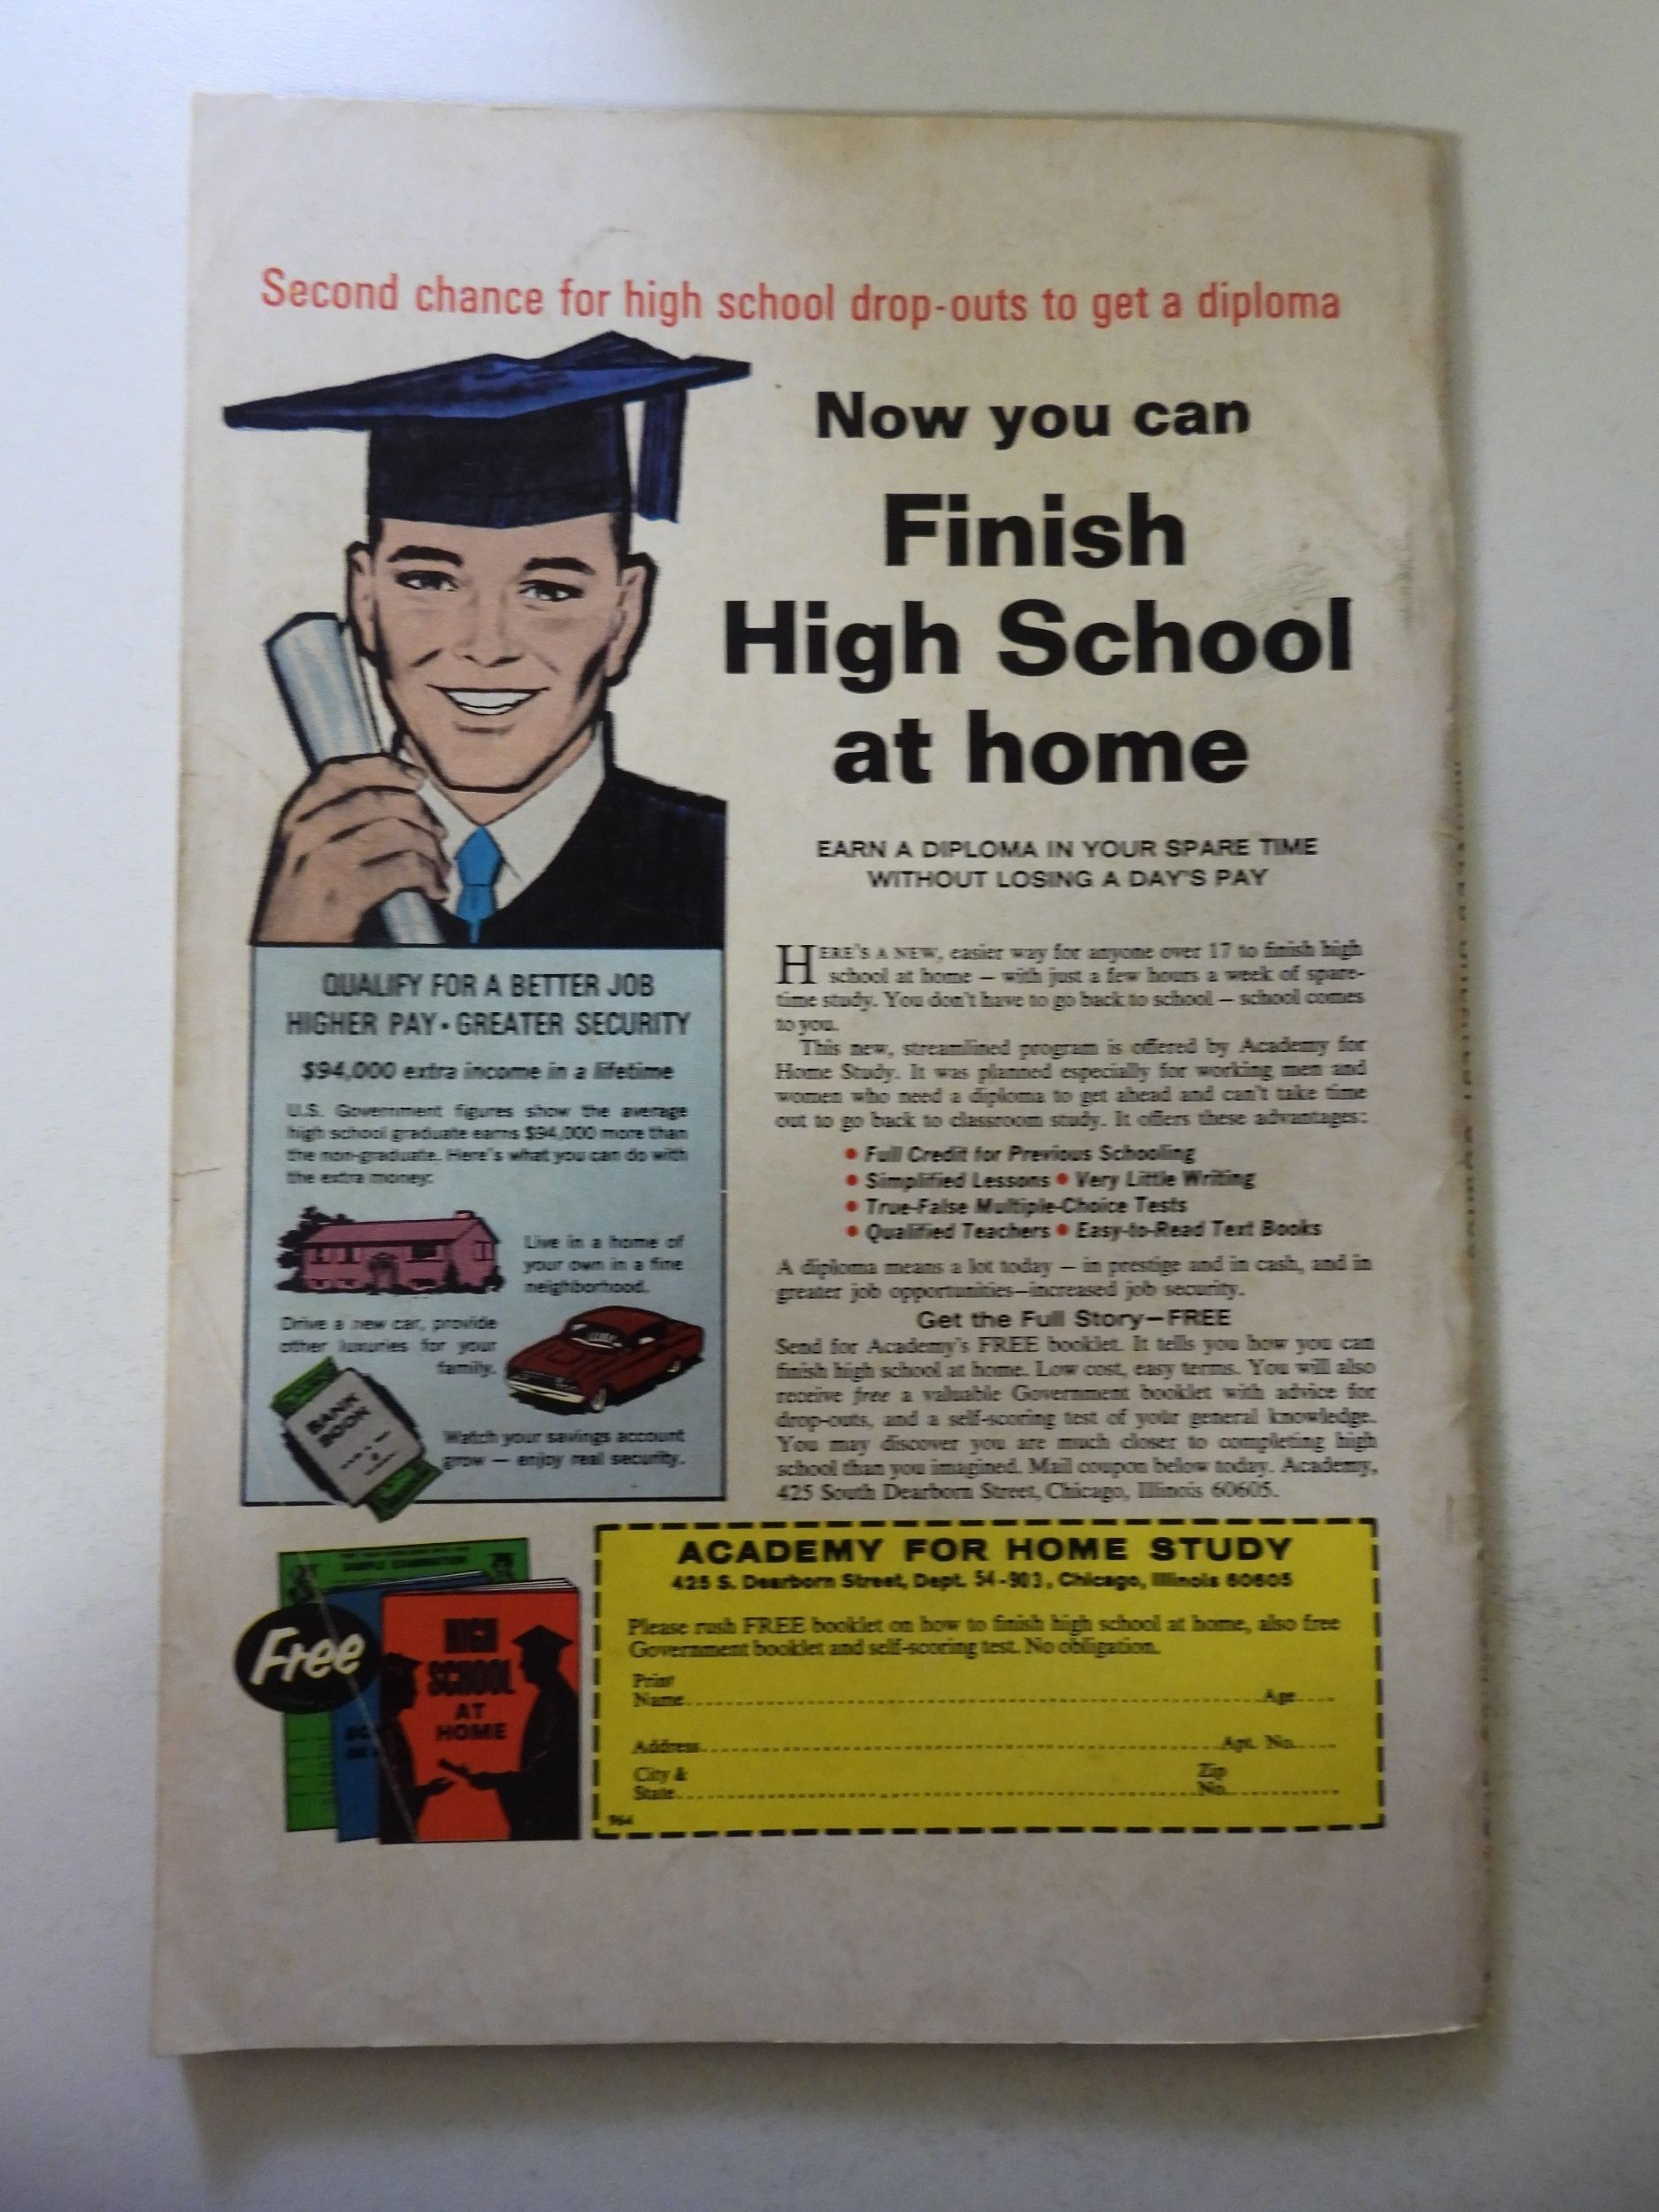 Second chance for high school drop-outs to get a diploma
Now you can
Finish
High School
at home
EARN A DIPLOMA IN YOUR SPARE TIME
WITHOUT LOSING A DAY'S PAY
HERE'S A NEW, easier way for anyone over 17 to finish high
school at home — with just a few hours a week of spare-
time study. You don't have to go back to school — school comes
to you.
This new, streamlined program is offered by Academy for
Home Study. It was planned especially for working men and
women who need a diploma to get ahead and can't take time
out to go back to classroom study. It offers these advantages:
• Full Credit for Previous Schooling
• Simplified Lessons • Very Little Writing
• True-False Multiple-Choice Tests
• Qualified Teachers • Easy-to-Read Text Books
A diploma means a lot today — in prestige and in cash, and in
greater job opportunities—increased job security.
Get the Full Story—FREE
Send for Academy's FREE booklet. It tells you how you can
finish high school at home. Low cost, easy terms. You will also
receive free a valuable Government booklet with advice for
drop-outs, and a self-scoring test of your general knowledge.
You may discover you are much closer to completing high
school than you imagined. Mail coupon below today. Academy,
425 South Dearborn Street, Chicago, Illinois 60605.
QUALIFY FOR A BETTER JOB
HIGHER PAY • GREATER SECURITY
$94,000 extra income in a lifetime
U.S. Government figures show the average
high school graduate earns $94,000 more than
the non-graduate. Here's what you can do with
the extra money:
Live in a home of
your own in a fine
neighborhood.
Drive a new car, provide
other luxuries for your
family.
BANK
BOOK
Watch your savings account
grow — enjoy real security.
SAMPLE EXAMINATION
Free
HIGH
SCHOOL
AT
HOME
ACADEMY FOR HOME STUDY
425 S. Dearborn Street, Dept. 54-903, Chicago, Illinois 60605
Please rush FREE booklet on how to finish high school at home, also free
Government booklet and self-scoring test. No obligation.
Print
Name Age
Address Apt. No.
City & Zip
State No.
964